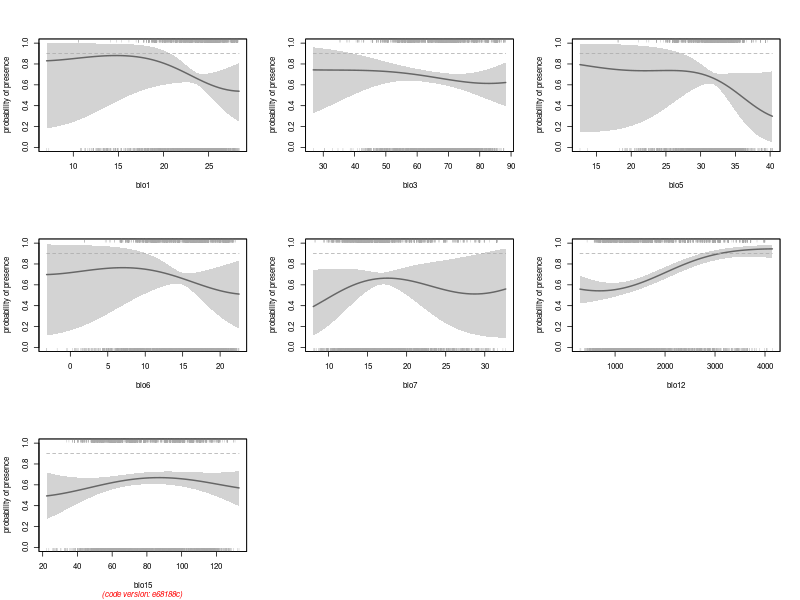 probability of presence
0.0 0.2 0.4 0.6 0.8 1.0
10 15 20 25
bio1
probability of presence
0.0 0.2 0.4 0.6 0.8 1.0
30 40 50 60 70 80 90
bio3
probability of presence
0.0 0.2 0.4 0.6 0.8 1.0
15 20 25 30 35 40
bio5
probability of presence
0.0 0.2 0.4 0.6 0.8 1.0
0 5 10 15 20
bio6
probability of presence
0.0 0.2 0.4 0.6 0.8 1.0
10 15 20 25 30
bio7
probability of presence
0.0 0.2 0.4 0.6 0.8 1.0
1000 2000 3000 4000
bio12
probability of presence
0.0 0.2 0.4 0.6 0.8 1.0
20 40 60 80 100 120
bio15
(code version: e68188c)